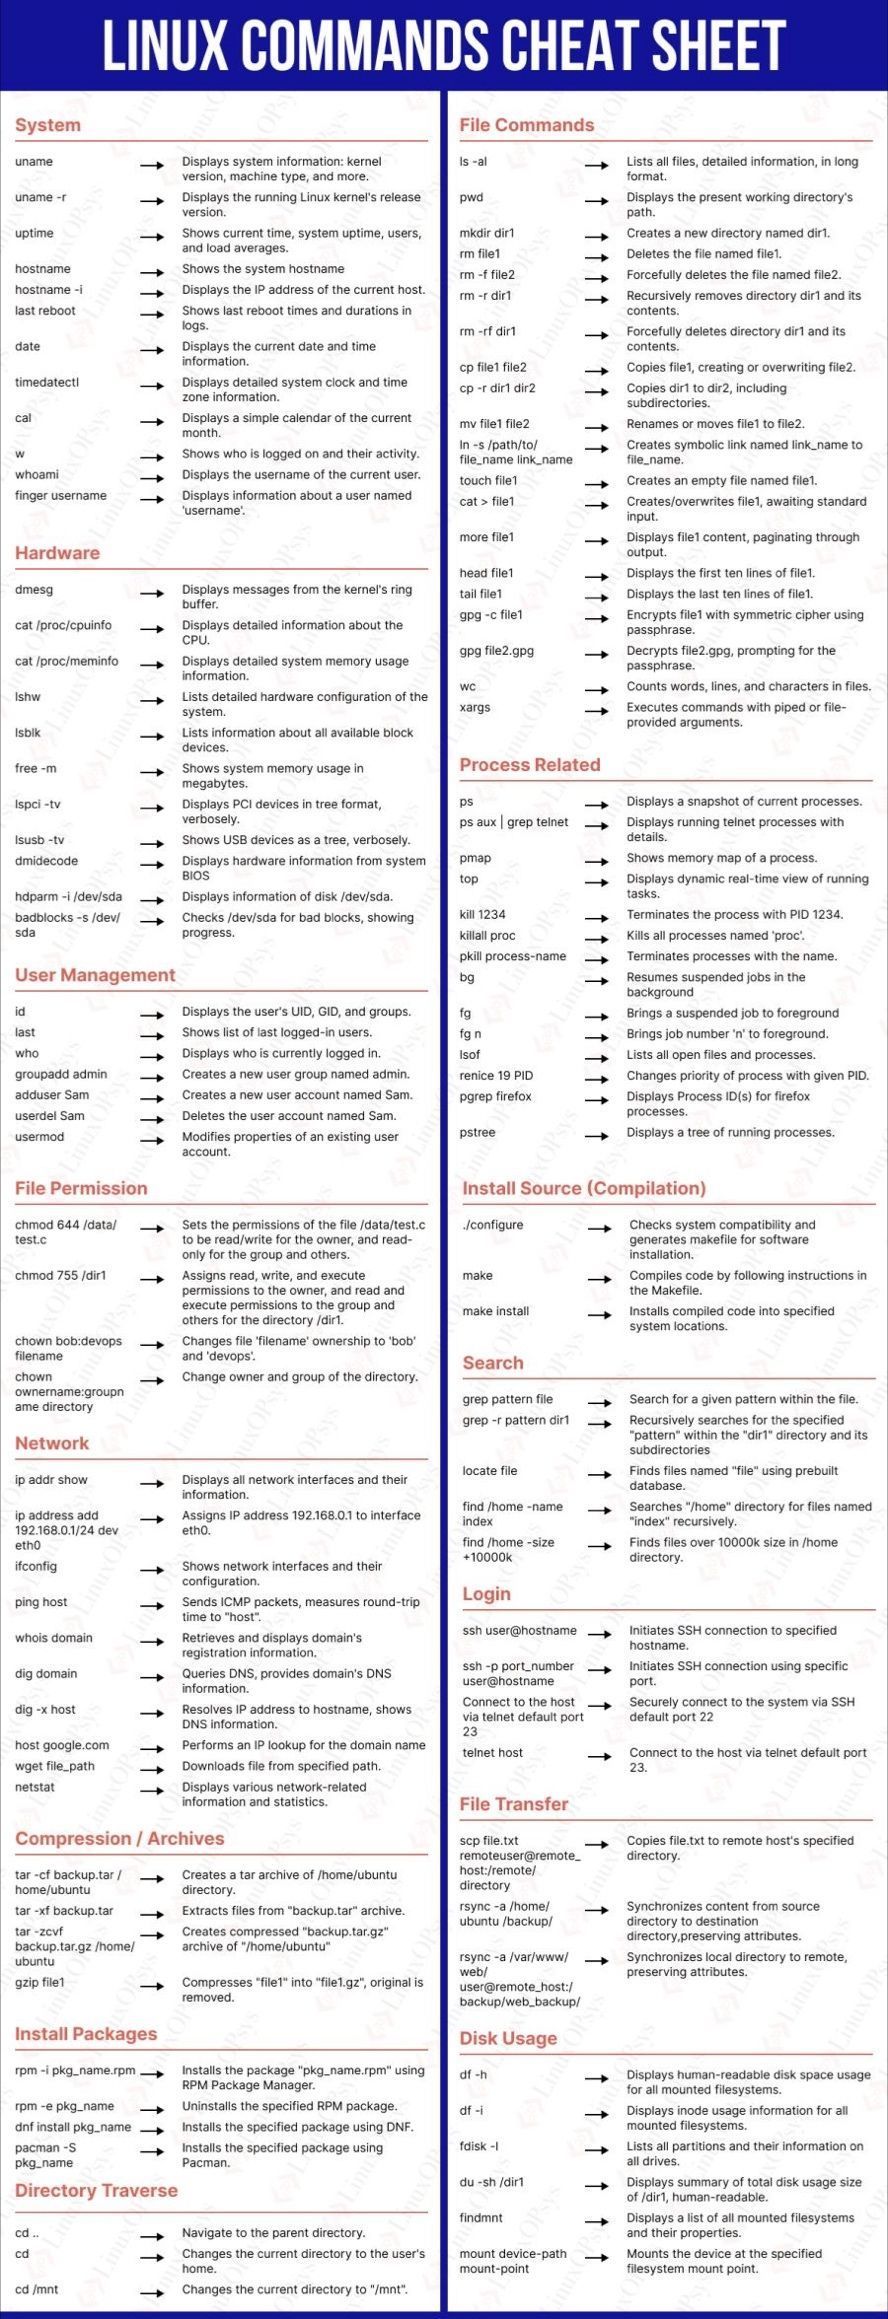 LINUX COMMANDS CHEAT SHEET
System
uname → Displays system information: kernel
version, machine type, and more.
uname -r → Displays the running Linux kernel's release
version.
uptime → Shows current time, system uptime, users,
and load averages.
hostname → Shows the system hostname
hostname -i → Displays the IP address of the current host.
last reboot → Shows last reboot times and durations in
logs.
date → Displays the current date and time
information.
timedatectl → Displays detailed system clock and time
zone information.
cal → Displays a simple calendar of the current
month.
w → Shows who is logged on and their activity.
whoami → Displays the username of the current user.
finger username → Displays information about a user named
'username'.
Hardware
dmesg → Displays messages from the kernel's ring
buffer.
cat /proc/cpuinfo → Displays detailed information about the
CPU.
cat /proc/meminfo → Displays detailed system memory usage
information.
lshw → Lists detailed hardware configuration of the
system.
lsblk → Lists information about all available block
devices.
free -m → Shows system memory usage in
megabytes.
lspci -tv → Displays PCI devices in tree format,
verbosely.
lsusb -tv → Shows USB devices as a tree, verbosely.
dmidecode → Displays hardware information from system
BIOS
hdparm -i /dev/sda → Displays information of disk /dev/sda.
badblocks -s /dev/ → Checks /dev/sda for bad blocks, showing
sda progress.
User Management
id → Displays the user's UID, GID, and groups.
last → Shows list of last logged-in users.
who → Displays who is currently logged in.
groupadd admin → Creates a new user group named admin.
adduser Sam → Creates a new user account named Sam.
userdel Sam → Deletes the user account named Sam.
usermod → Modifies properties of an existing user
account.
File Permission
chmod 644 /data/ → Sets the permissions of the file /data/test.c
test.c to be read/write for the owner, and read-
only for the group and others.
chmod 755 /dir1 → Assigns read, write, and execute
permissions to the owner, and read and
execute permissions to the group and
others for the directory /dir1.
chown bob:devops → Changes file 'filename' ownership to 'bob'
filename and 'devops'.
chown → Change owner and group of the directory.
ownername:groupn
ame directory
Network
ip addr show → Displays all network interfaces and their
information.
ip address add → Assigns IP address 192.168.0.1 to interface
192.168.0.1/24 dev eth0.
eth0
ifconfig → Shows network interfaces and their
configuration.
ping host → Sends ICMP packets, measures round-trip
time to "host".
whois domain → Retrieves and displays domain's
registration information.
dig domain → Queries DNS, provides domain's DNS
information.
dig -x host → Resolves IP address to hostname, shows
DNS information.
host google.com → Performs an IP lookup for the domain name
wget file_path → Downloads file from specified path.
netstat → Displays various network-related
information and statistics.
Compression / Archives
tar -cf backup.tar / → Creates a tar archive of /home/ubuntu
home/ubuntu directory.
tar -xf backup.tar → Extracts files from "backup.tar" archive.
tar -zcvf → Creates compressed "backup.tar.gz"
backup.tar.gz /home/ archive of "/home/ubuntu"
ubuntu
gzip file1 → Compresses "file1" into "file1.gz", original is
removed.
Install Packages
rpm -i pkg_name.rpm → Installs the package "pkg_name.rpm" using
RPM Package Manager.
rpm -e pkg_name → Uninstalls the specified RPM package.
dnf install pkg_name → Installs the specified package using DNF.
pacman -S → Installs the specified package using
pkg_name Pacman.
Directory Traverse
cd .. → Navigate to the parent directory.
cd → Changes the current directory to the user's
home.
cd /mnt → Changes the current directory to "/mnt".
File Commands
ls -al → Lists all files, detailed information, in long
format.
pwd → Displays the present working directory's
path.
mkdir dir1 → Creates a new directory named dir1.
rm file1 → Deletes the file named file1.
rm -f file2 → Forcefully deletes the file named file2.
rm -r dir1 → Recursively removes directory dir1 and its
contents.
rm -rf dir1 → Forcefully deletes directory dir1 and its
contents.
cp file1 file2 → Copies file1, creating or overwriting file2.
cp -r dir1 dir2 → Copies dir1 to dir2, including
subdirectories.
mv file1 file2 → Renames or moves file1 to file2.
ln -s /path/to/ → Creates symbolic link named link_name to
file_name link_name file_name.
touch file1 → Creates an empty file named file1.
cat > file1 → Creates/overwrites file1, awaiting standard
input.
more file1 → Displays file1 content, paginating through
output.
head file1 → Displays the first ten lines of file1.
tail file1 → Displays the last ten lines of file1.
gpg -c file1 → Encrypts file1 with symmetric cipher using
passphrase.
gpg file2.gpg → Decrypts file2.gpg, prompting for the
passphrase.
wc → Counts words, lines, and characters in files.
xargs → Executes commands with piped or file-
provided arguments.
Process Related
ps → Displays a snapshot of current processes.
ps aux | grep telnet → Displays running telnet processes with
details.
pmap → Shows memory map of a process.
top → Displays dynamic real-time view of running
tasks.
kill 1234 → Terminates the process with PID 1234.
killall proc → Kills all processes named 'proc'.
pkill process-name → Terminates processes with the name.
bg → Resumes suspended jobs in the
background
fg → Brings a suspended job to foreground
fg n → Brings job number 'n' to foreground.
lsof → Lists all open files and processes.
renice 19 PID → Changes priority of process with given PID.
pgrep firefox → Displays Process ID(s) for firefox
processes.
pstree → Displays a tree of running processes.
Install Source (Compilation)
./configure → Checks system compatibility and
generates makefile for software
installation.
make → Compiles code by following instructions in
the Makefile.
make install → Installs compiled code into specified
system locations.
Search
grep pattern file → Search for a given pattern within the file.
grep -r pattern dir1 → Recursively searches for the specified
"pattern" within the "dir1" directory and its
subdirectories
locate file → Finds files named "file" using prebuilt
database.
find /home -name → Searches "/home" directory for files named
index "index" recursively.
find /home -size → Finds files over 10000k size in /home
+10000k directory.
Login
ssh user@hostname → Initiates SSH connection to specified
hostname.
ssh -p port_number → Initiates SSH connection using specific
user@hostname port.
Connect to the host → Securely connect to the system via SSH
via telnet default port default port 22
23
telnet host → Connect to the host via telnet default port
23.
File Transfer
scp file.txt → Copies file.txt to remote host's specified
remoteuser@remote_ directory.
host:/remote/
directory
rsync -a /home/ → Synchronizes content from source
ubuntu /backup/ directory to destination
directory,preserving attributes.
rsync -a /var/www/ → Synchronizes local directory to remote,
web/ preserving attributes.
user@remote_host:/
backup/web_backup/
Disk Usage
df -h → Displays human-readable disk space usage
for all mounted filesystems.
df -i → Displays inode usage information for all
mounted filesystems.
fdisk -l → Lists all partitions and their information on
all drives.
du -sh /dir1 → Displays summary of total disk usage size
of /dir1, human-readable.
findmnt → Displays a list of all mounted filesystems
and their properties.
mount device-path → Mounts the device at the specified
mount-point filesystem mount point.